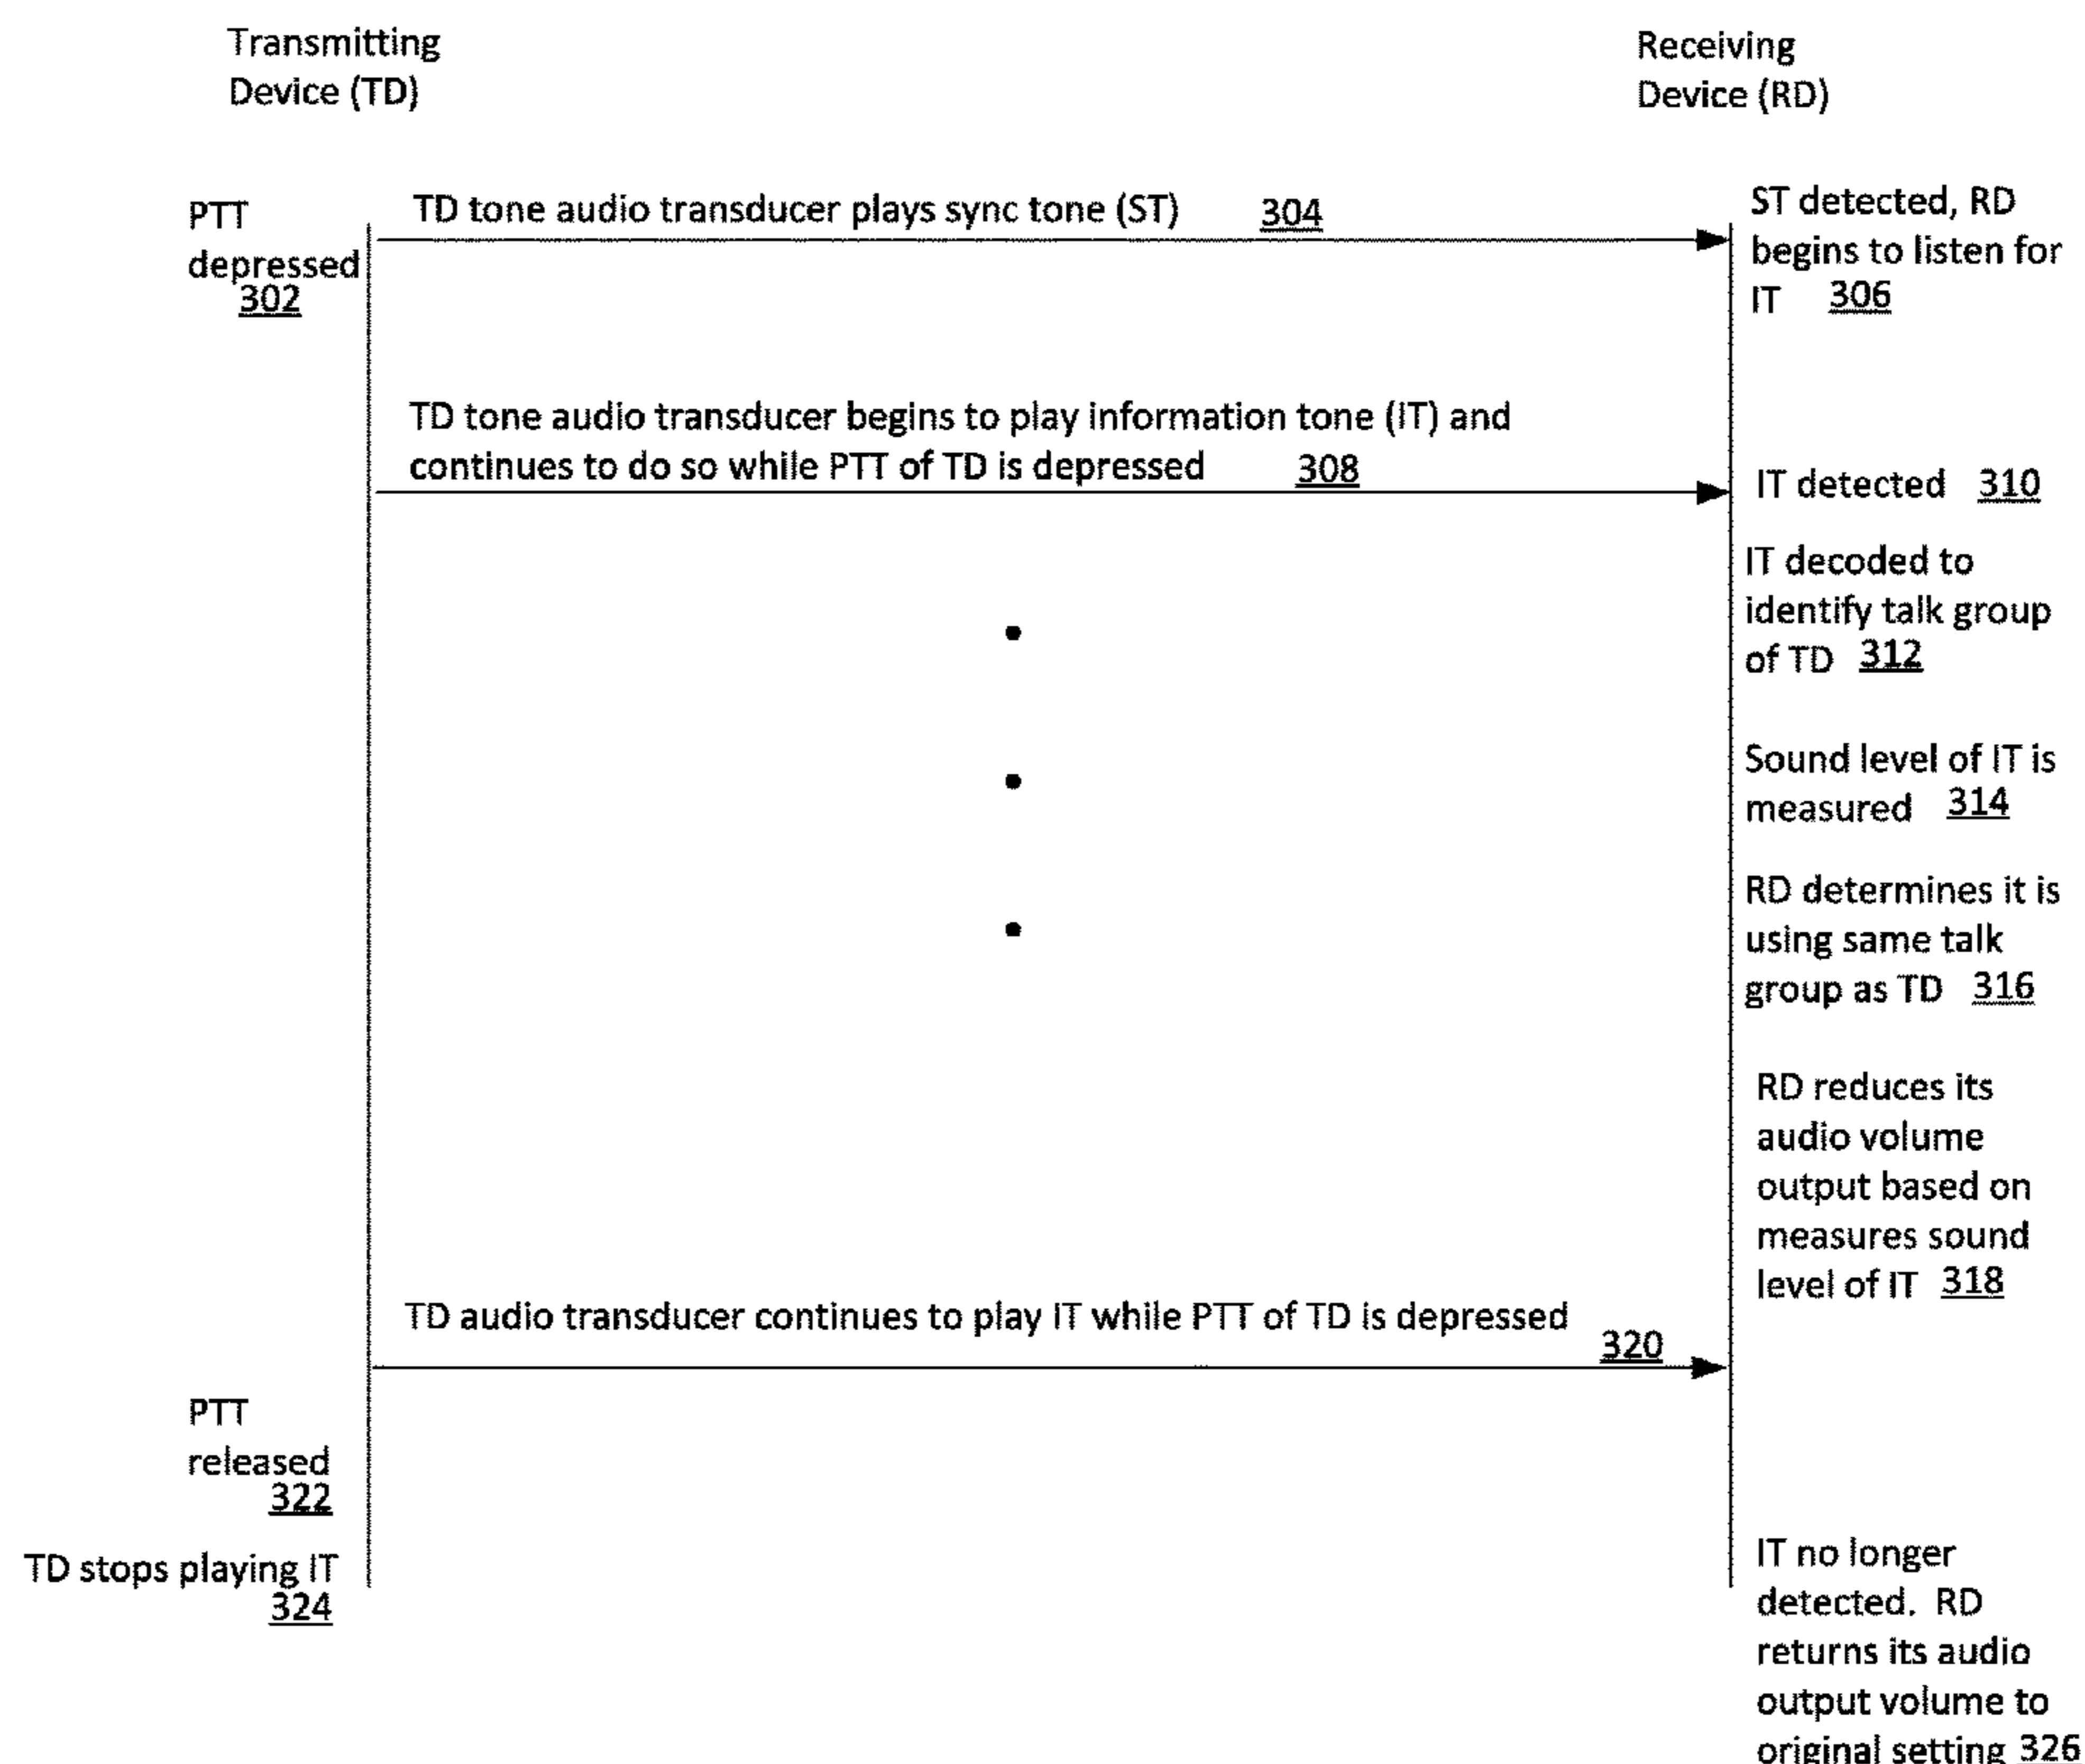 Transmitting
Device (TD)
Receiving
Device (RD)
PTT
depressed
302
TD tone audio transducer plays sync tone (ST) 304
ST detected, RD
begins to listen for
IT 306
TD tone audio transducer begins to play information tone (IT) and
continues to do so while PTT of TD is depressed 308
IT detected 310
IT decoded to
identify talk group
of TD 312
Sound level of IT is
measured 314
RD determines it is
using same talk
group as TD 316
RD reduces its
audio volume
output based on
measures sound
level of IT 318
TD audio transducer continues to play IT while PTT of TD is depressed
320
PTT
released
322
TD stops playing IT
324
IT no longer
detected. RD
returns its audio
output volume to
original setting 326